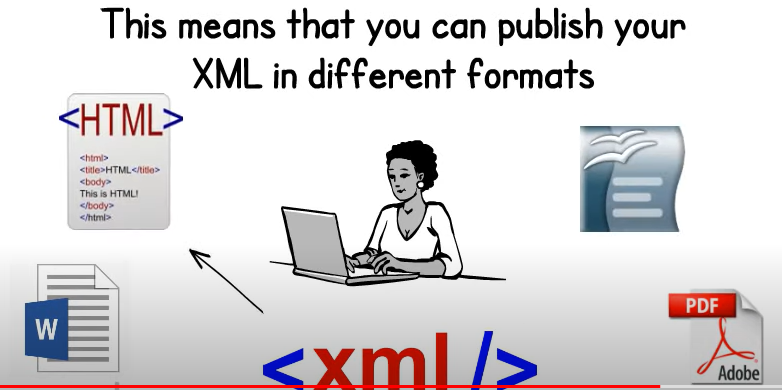 This means that you can publish your
XML in different formats
<HTML>
<html>
<title>HTML</title>
<body>
This is HTML!
</body>
</html>
W
PDF
Adobe
<xml />